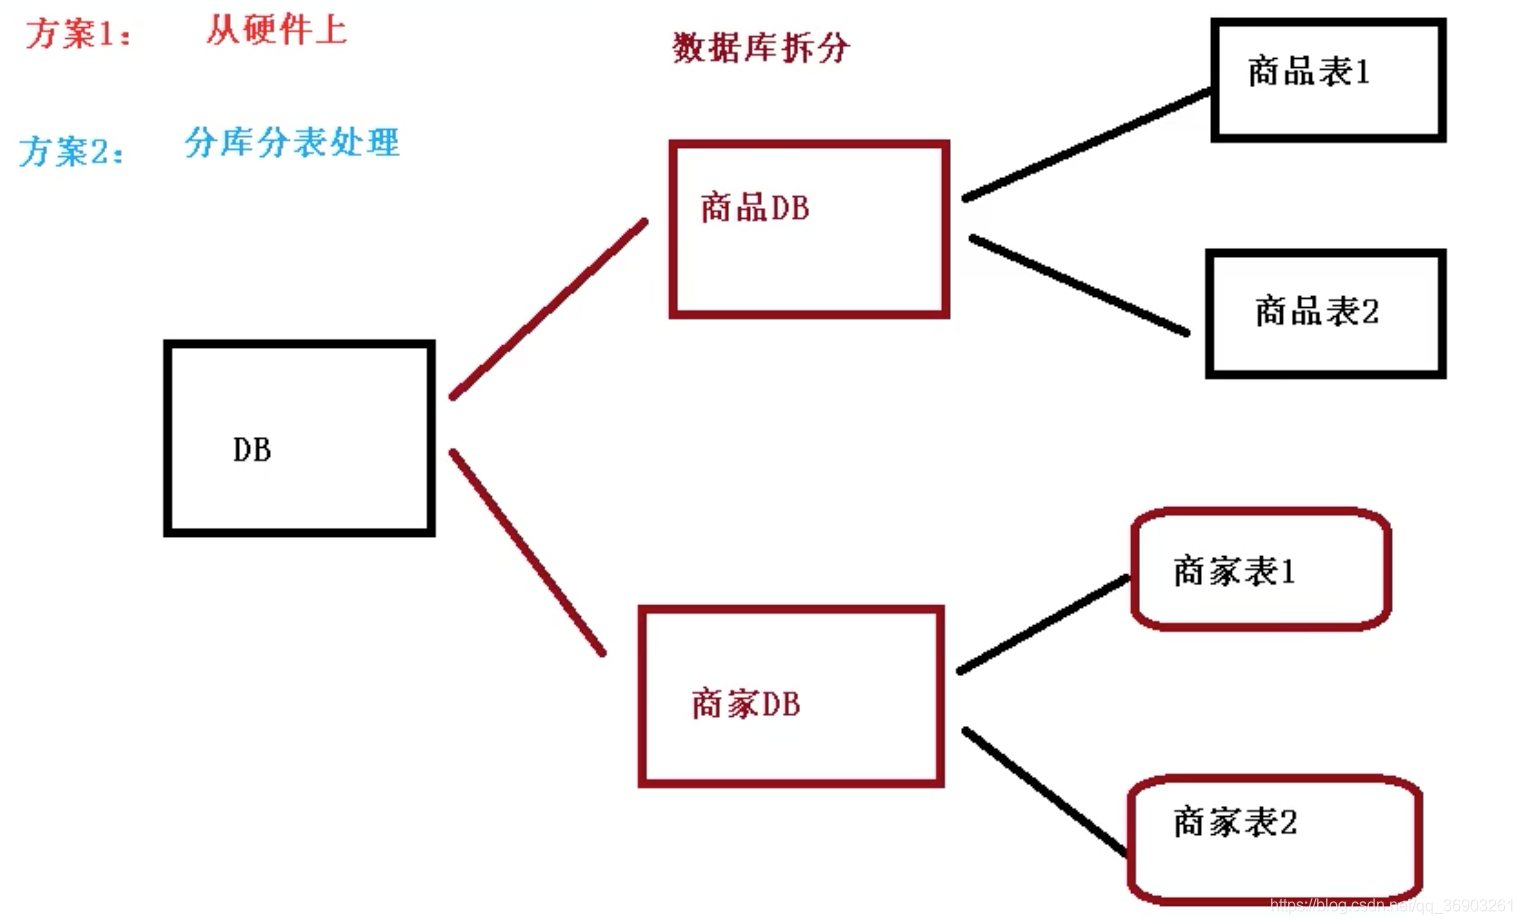 方案1： 从硬件上
数据库拆分
方案2： 分库分表处理
商品表1
商品DB
商品表2
DB
商家表1
商家DB
商家表2
https://blog.csdn.net/qq_36903261